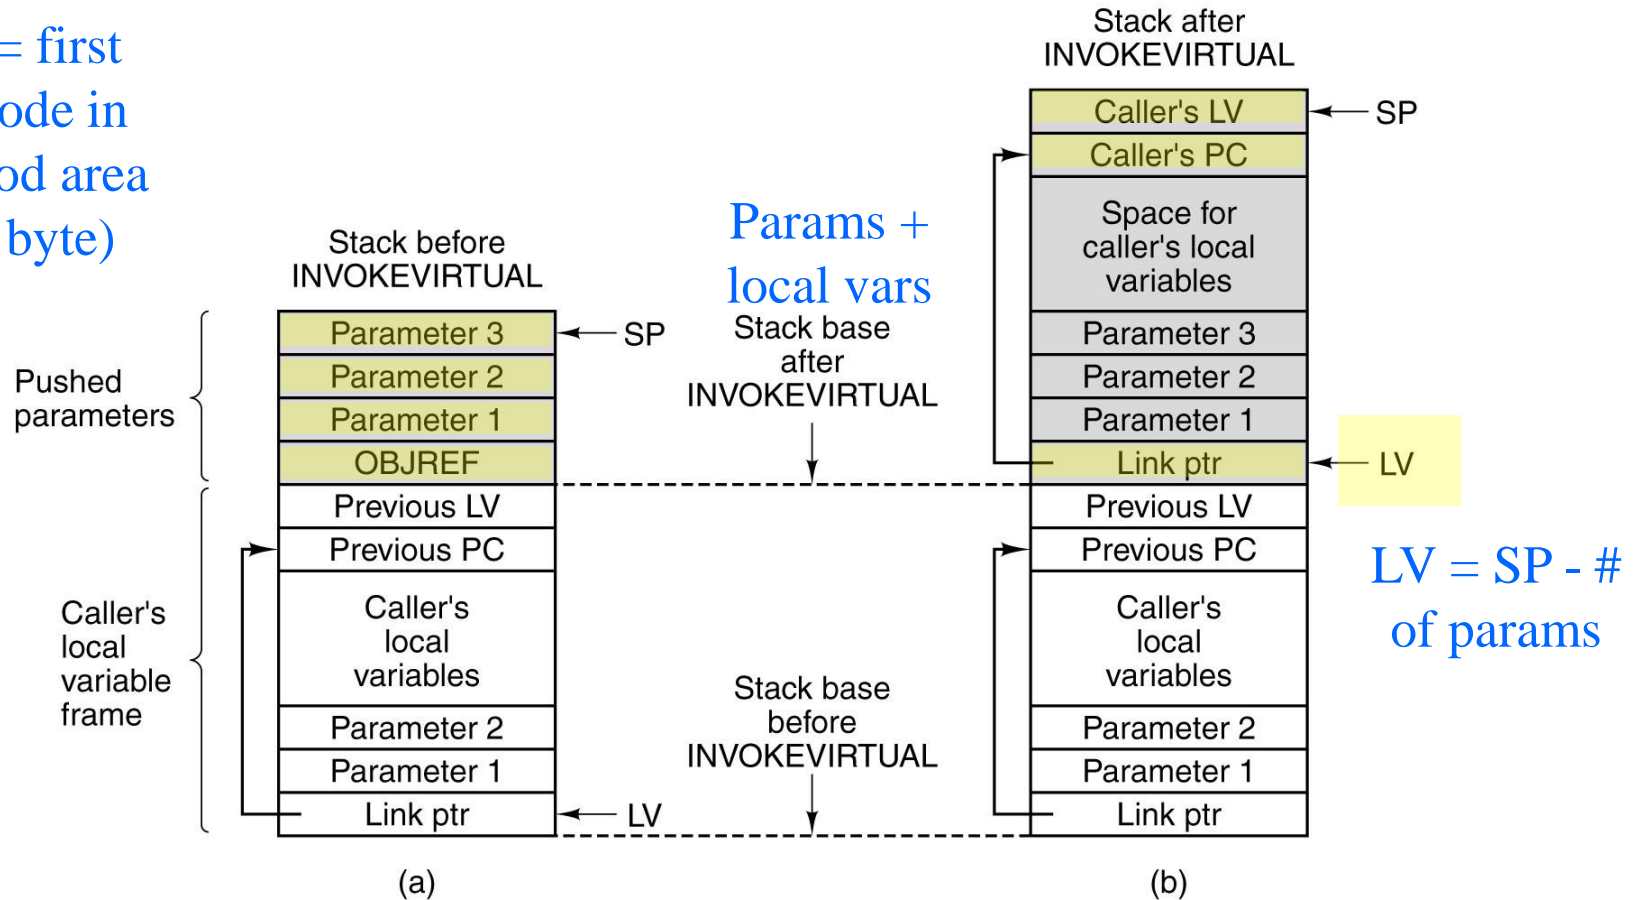 = first
ode in
od area
byte)
Stack before
INVOKEVIRTUAL
Pushed
parameters
Parameter 3
SP
Parameter 2
Parameter 1
OBJREF
Caller's
local
variable
frame
Previous LV
Previous PC
Caller's
local
variables
Parameter 2
Parameter 1
Link ptr
LV
(a)
Params +
local vars
Stack base
after
INVOKEVIRTUAL
Stack base
before
INVOKEVIRTUAL
Stack after
INVOKEVIRTUAL
Caller's LV
SP
Caller's PC
Space for
caller's local
variables
Parameter 3
Parameter 2
Parameter 1
Link ptr
LV
Previous LV
Previous PC
Caller's
local
variables
Parameter 2
Parameter 1
Link ptr
(b)
LV = SP - #
of params